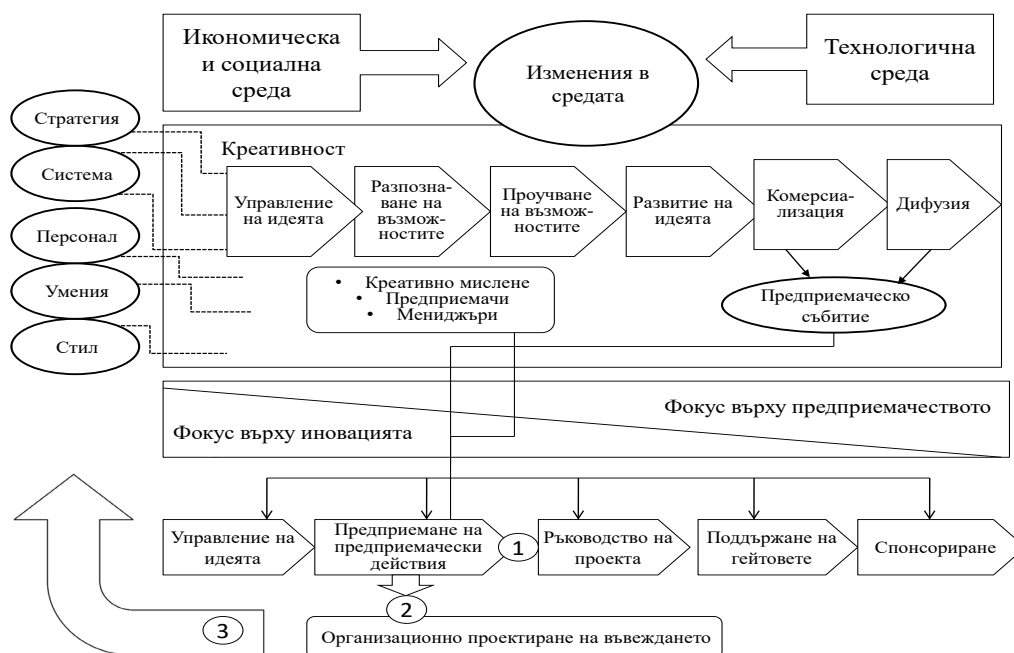 Икономическа
и социална
среда
Изменения в
средата
Технологична
среда
Стратегия
Система
Персонал
Умения
Стил
Креативност
Управление
на идеята
Разпозна-
ване на
възмож-
ностите
Проучване
на възмож-
ностите
Развитие на
идеята
Комерсиа-
лизация
Дифузия
• Креативно мислене
• Предприемачи
• Мениджъри
Предприемаческо
събитие
Фокус върху предприемачеството
Фокус върху иновацията
Управление на
идеята
Предприемане на
предприемачески
действия
1
Ръководство на
проекта
Поддържане на
гейтовете
Спонсориране
2
3
Организационно проектиране на въвеждането